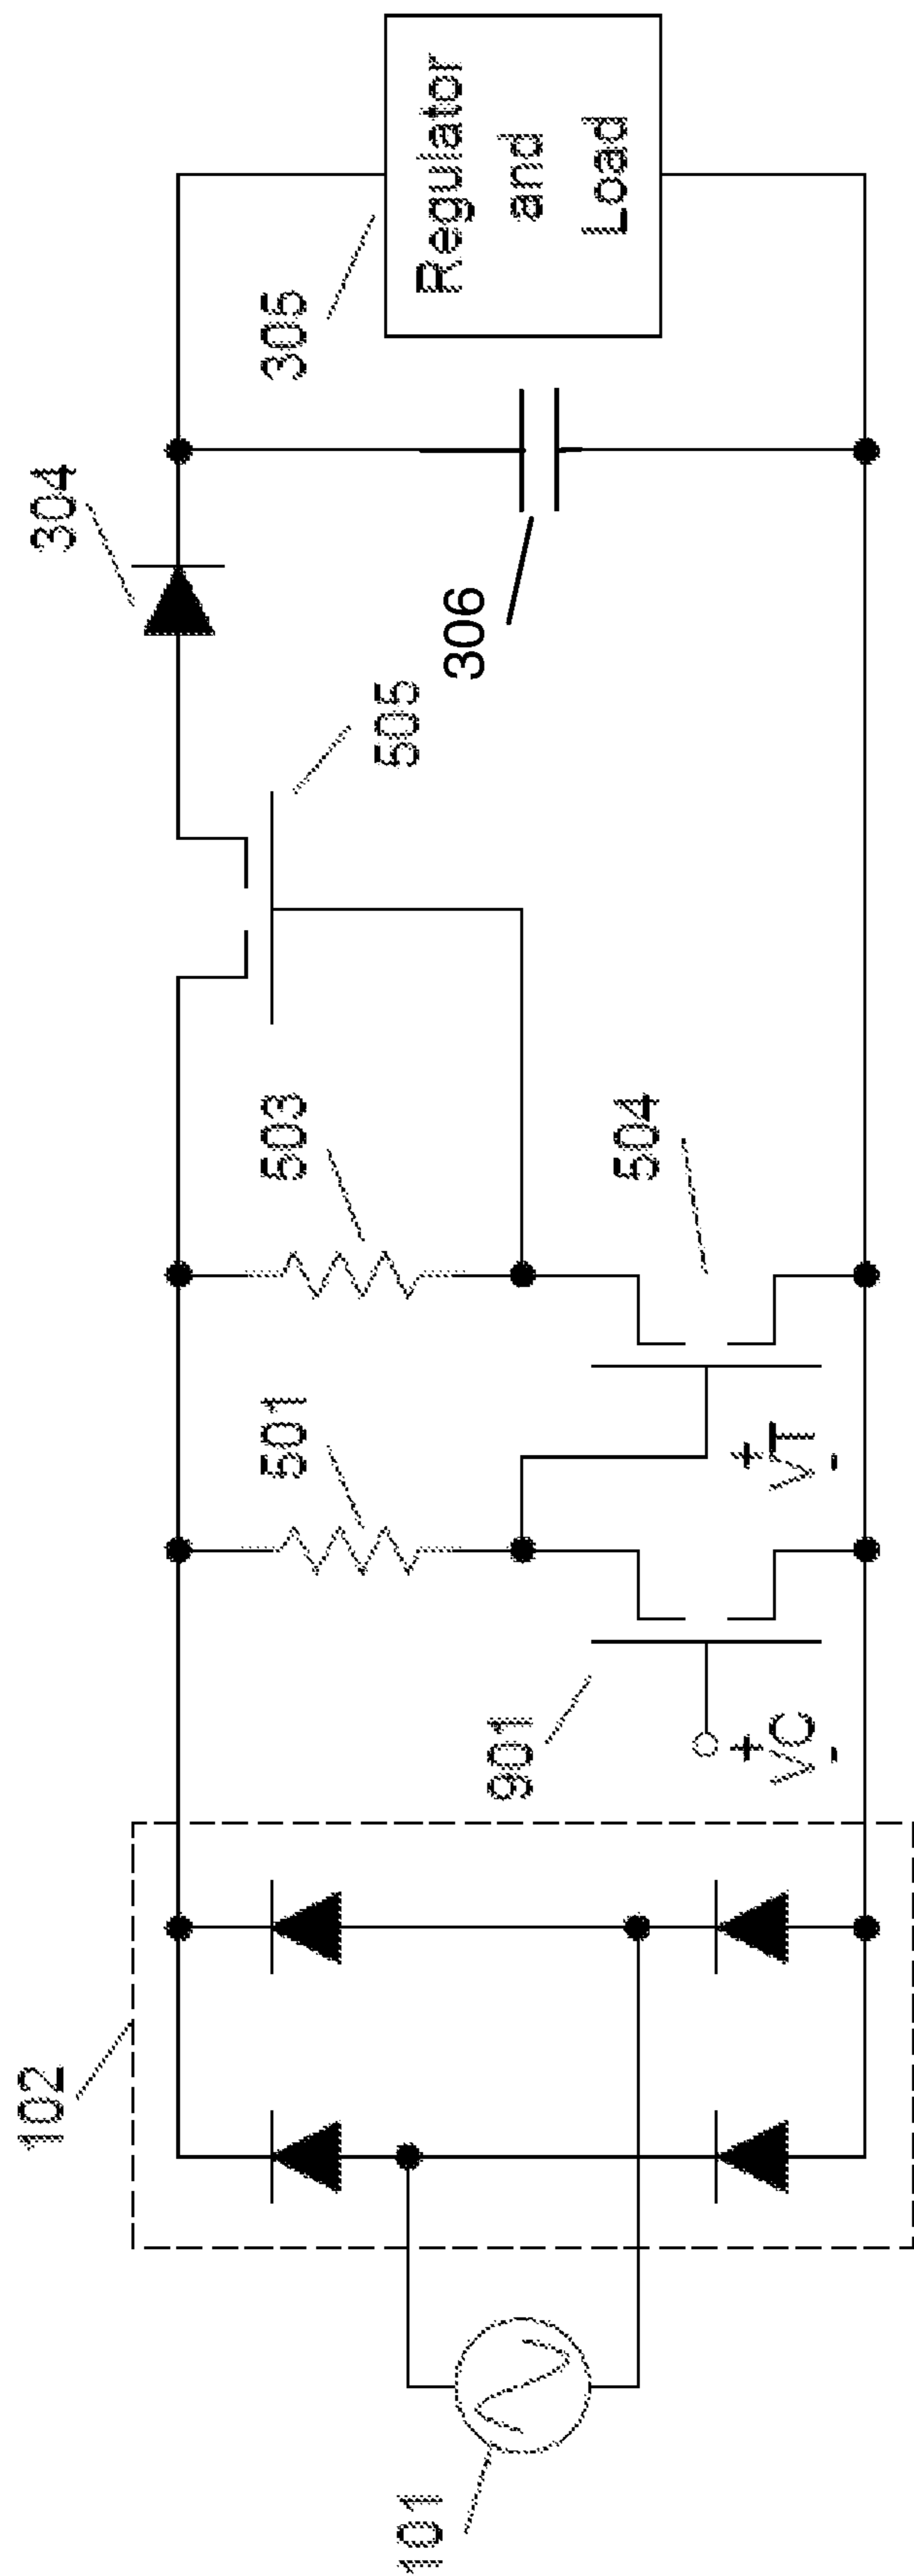 101
102
901
+
VC
-
501
+
VT
-
503
504
505
304
306
305
Regulator
and
Load